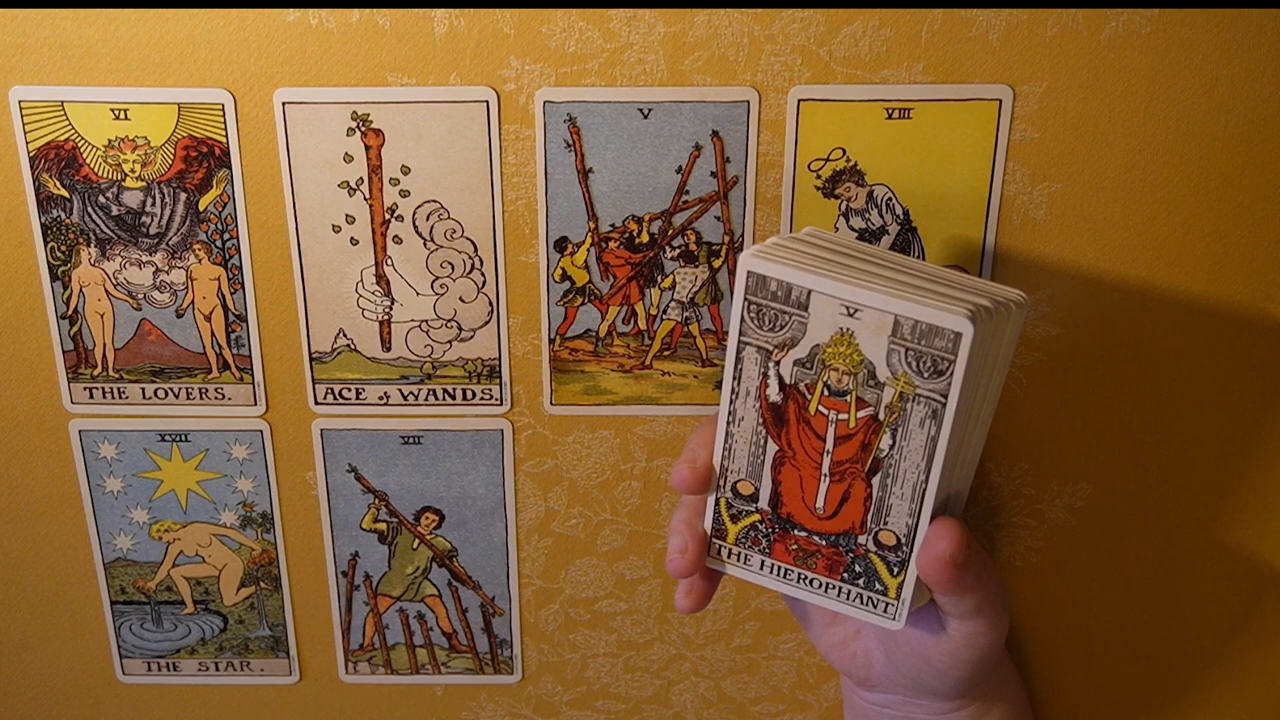 VI
THE LOVERS.
ACE of WANDS.
V
VIII
XVII
THE STAR.
VII
V
THE HIEROPHANT.